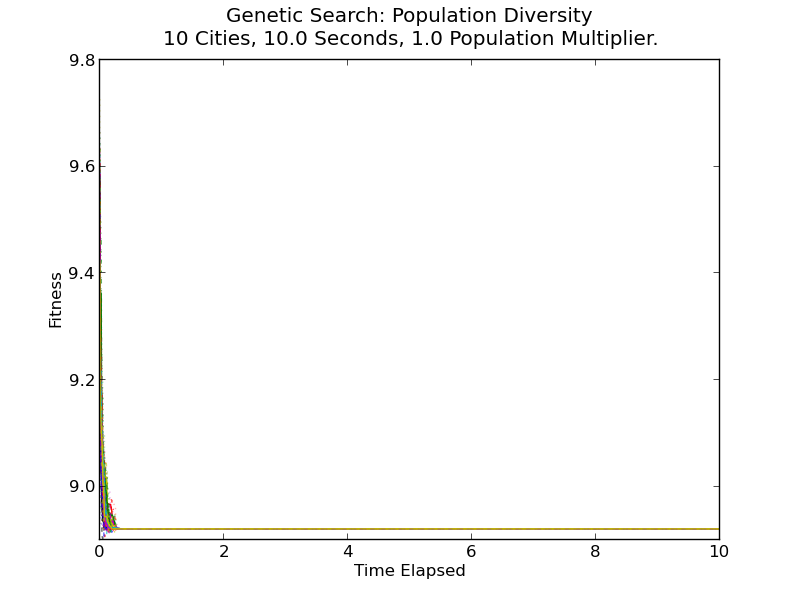 Genetic Search: Population Diversity
10 Cities, 10.0 Seconds, 1.0 Population Multiplier.
9.8
9.6
9.4
9.2
9.0
Fitness
0 2 4 6 8 10
Time Elapsed